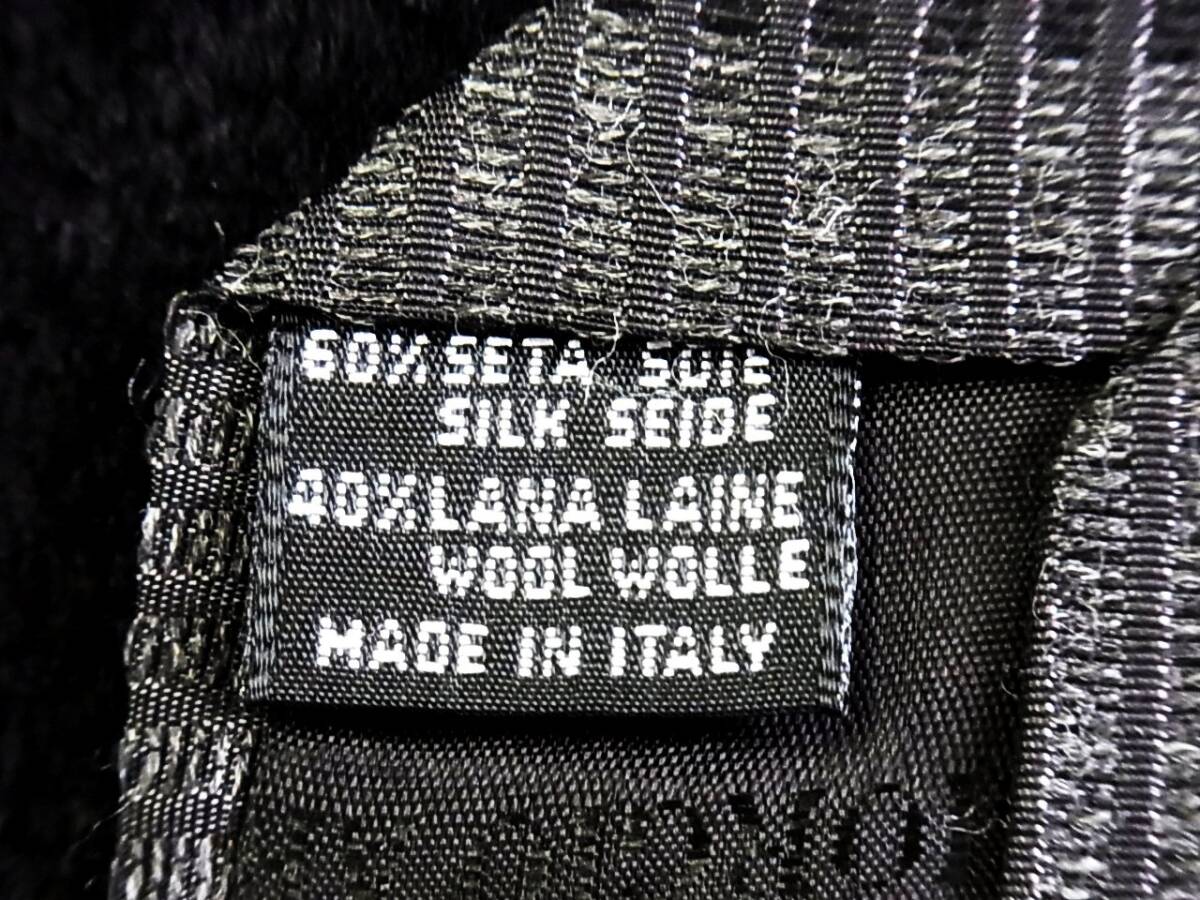 60%SETA SOIE
SILK SEIDE
40%LANA LAINE
WOOL WOLLE
MADE IN ITALY